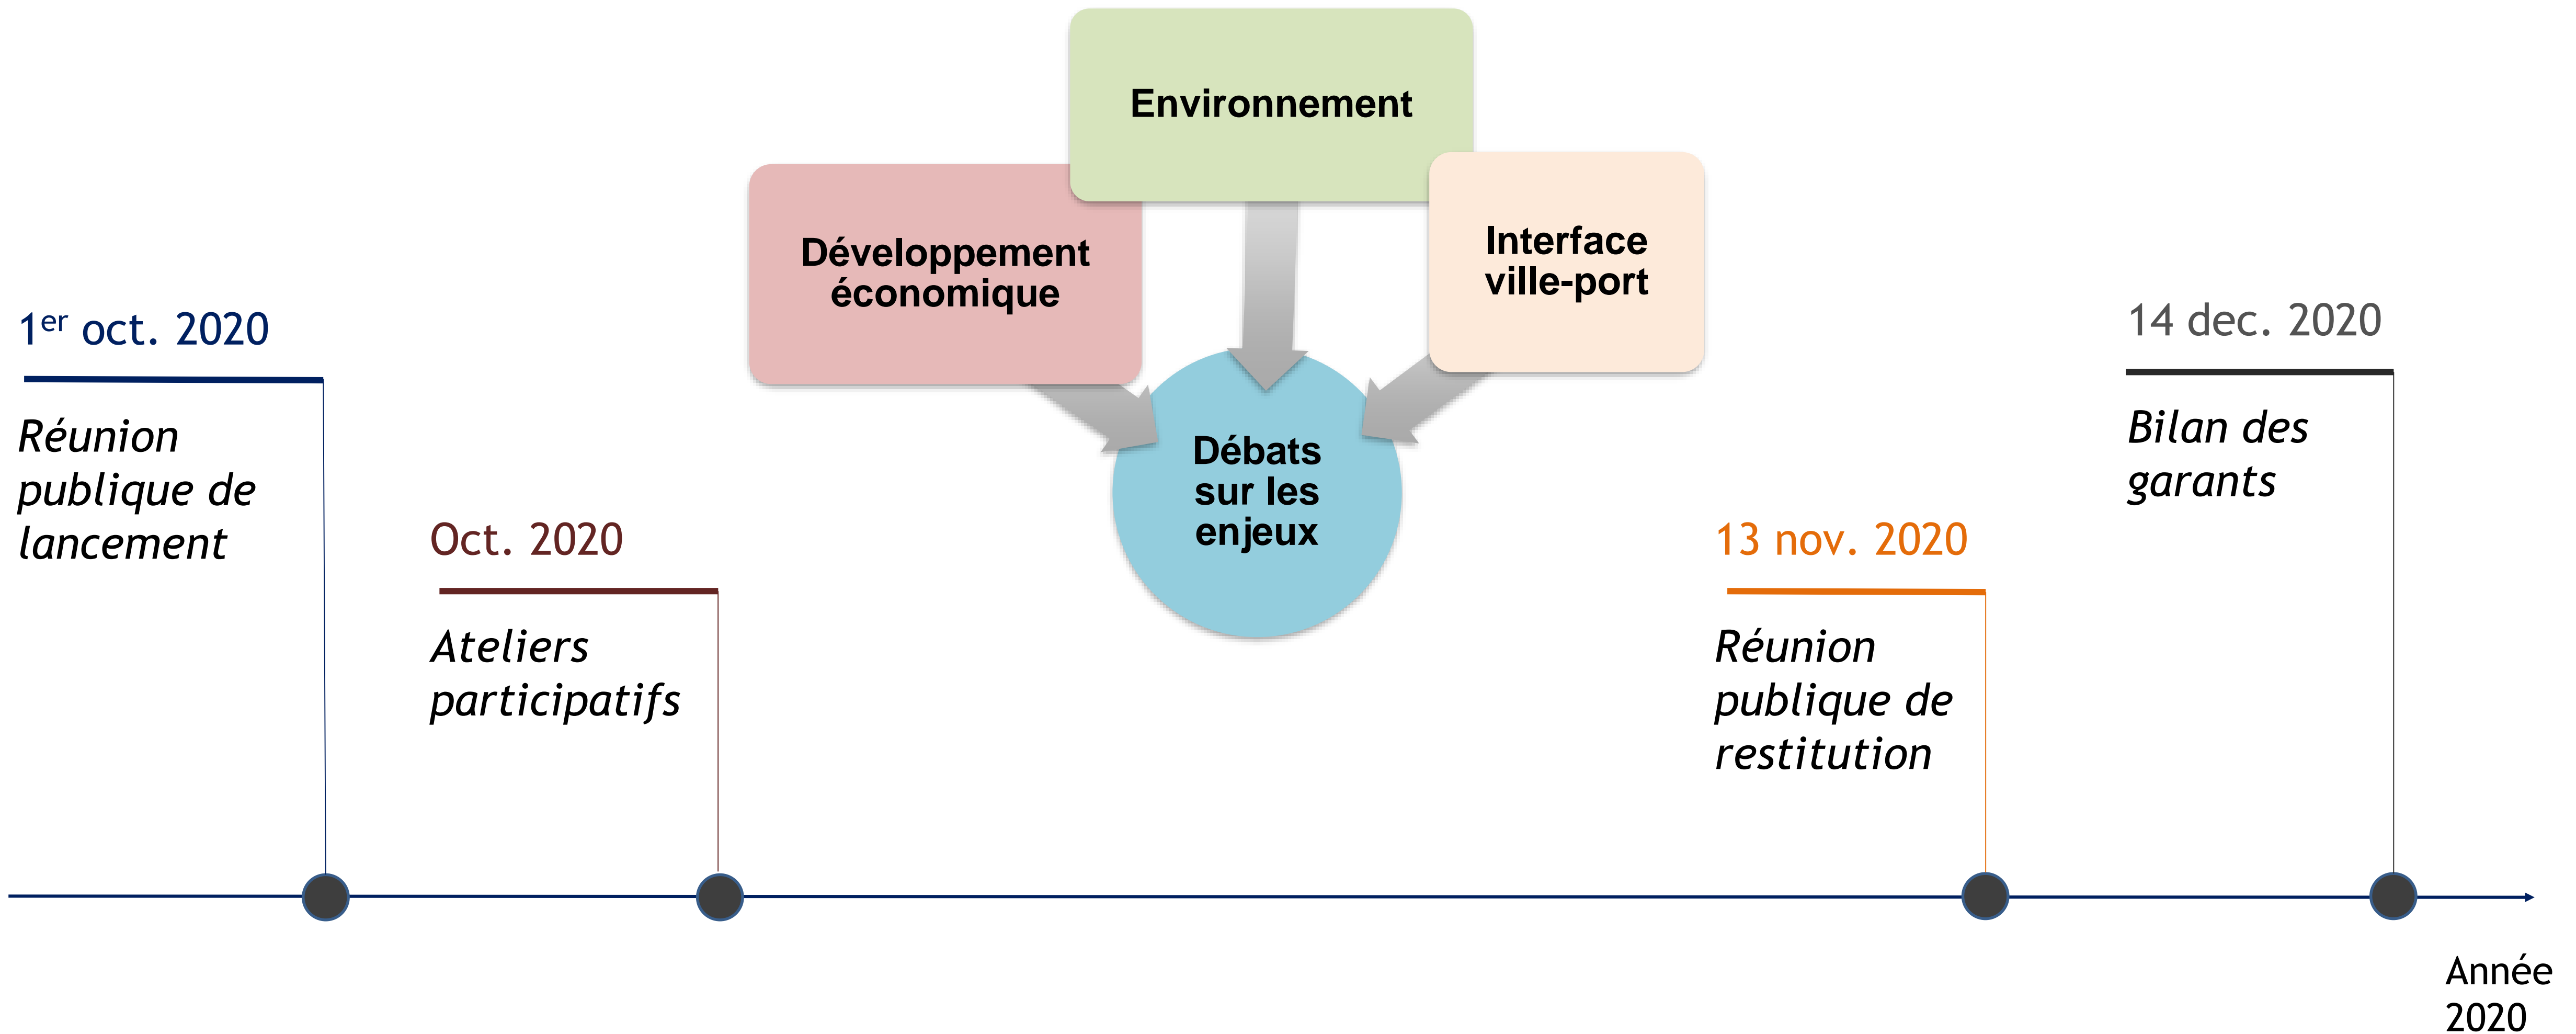 Environnement
Développement
économique
Interface
ville-port
Débats
sur les
enjeux
1er oct. 2020
Réunion
publique de
lancement
Oct. 2020
Ateliers
participatifs
13 nov. 2020
Réunion
publique de
restitution
14 dec. 2020
Bilan des
garants
Année
2020